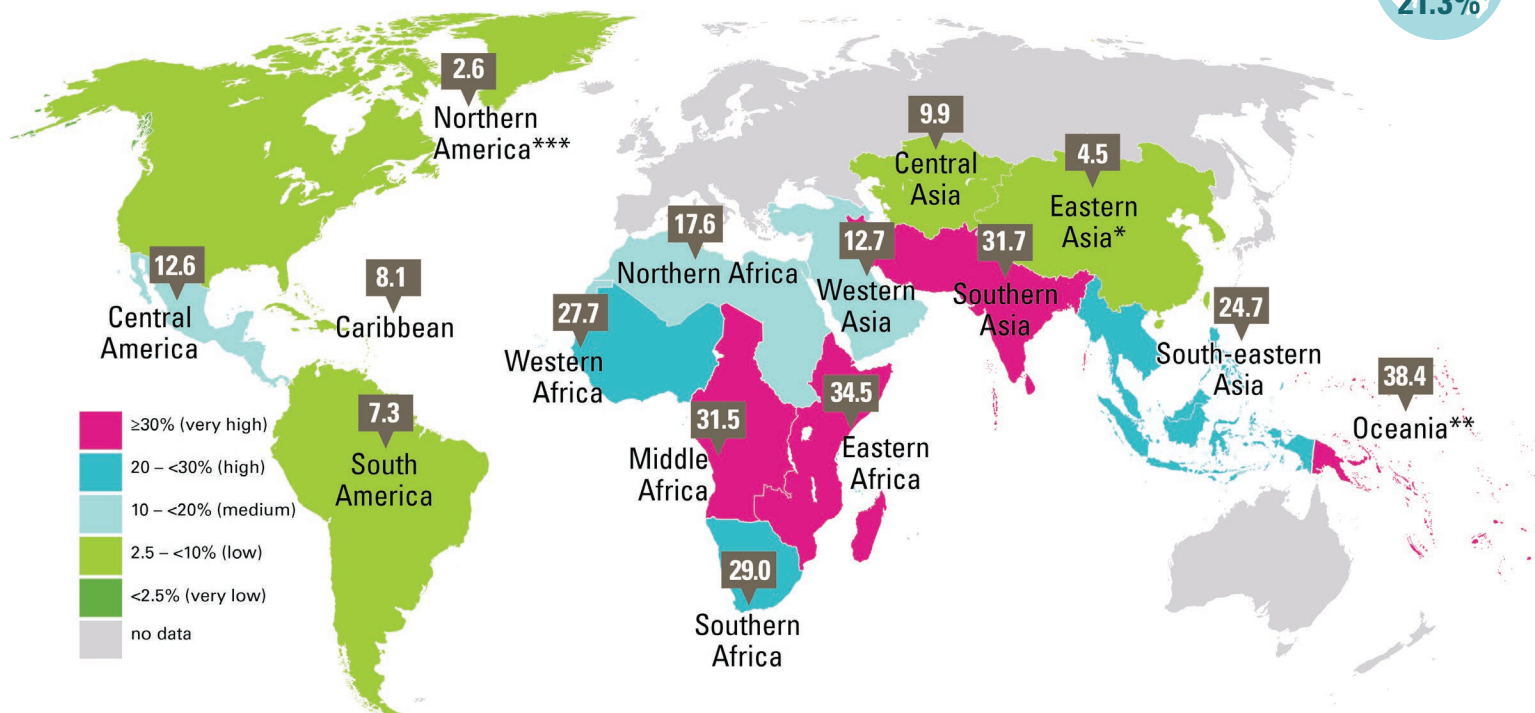 21.3%
2.6
Northern
America***
9.9
Central
Asia
4.5
Eastern
Asia*
17.6
Northern Africa
12.7
Western
Asia
31.7
Southern
Asia
12.6
Central
America
8.1
Caribbean
27.7
Western
Africa
24.7
South-eastern
Asia
38.4
Oceania**
7.3
South
America
31.5
Middle
Africa
34.5
Eastern
Africa
29.0
Southern
Africa
≥30% (very high)
20 – <30% (high)
10 – <20% (medium)
2.5 – <10% (low)
<2.5% (very low)
no data